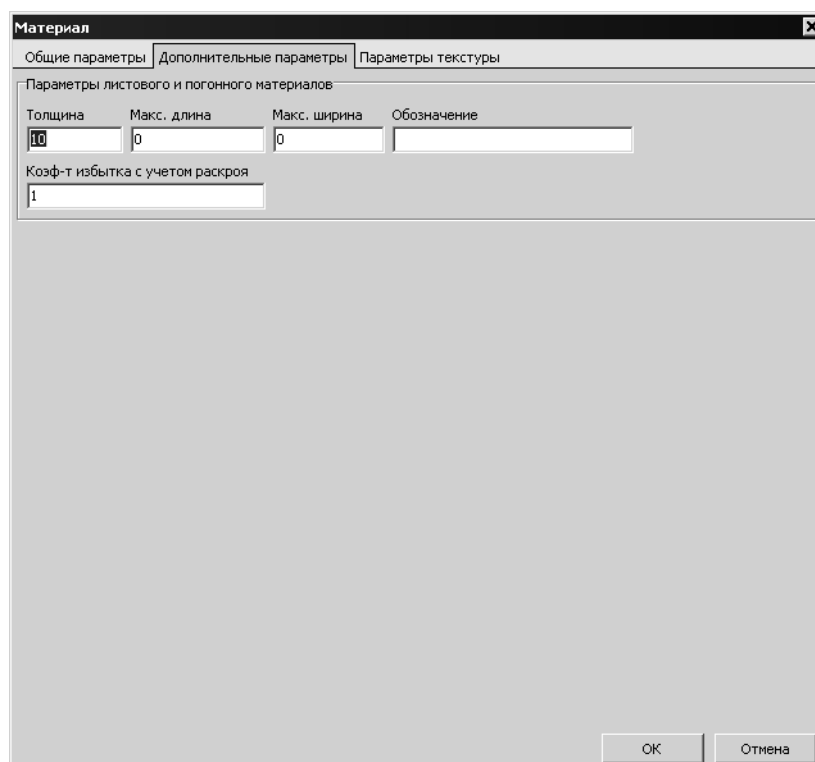 Материал
Общие параметры Дополнительные параметры Параметры текстуры
Параметры листового и погонного материалов
Толщина Макс. длина Макс. ширина Обозначение
10 0 0
Коэф-т избытка с учетом раскроя
1
OK Отмена